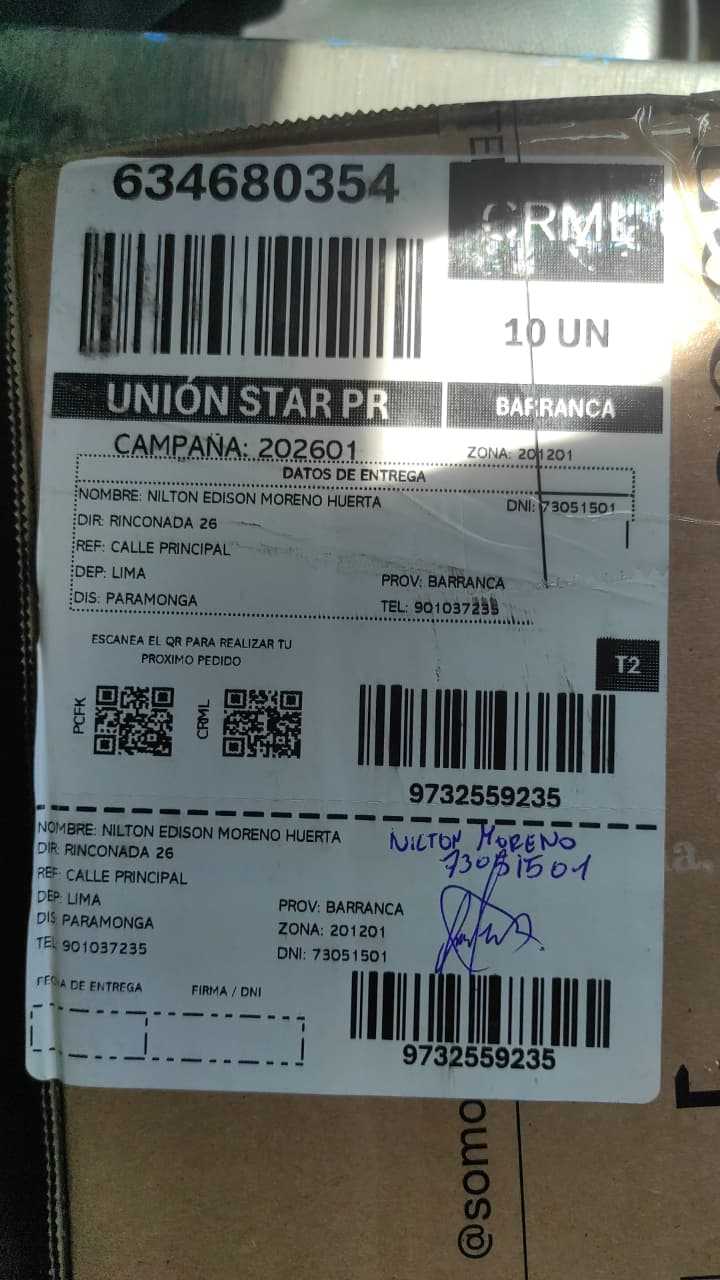 634680354
CRML
10 UN
UNIÓN STAR PR
BARRANCA
CAMPAÑA: 202601
ZONA: 201201
DATOS DE ENTREGA
NOMBRE: NILTON EDISON MORENO HUERTA DNI: 73051501
DIR: RINCONADA 26
REF: CALLE PRINCIPAL
DEP: LIMA PROV: BARRANCA
DIS: PARAMONGA TEL: 901037235
ESCANEA EL QR PARA REALIZAR TU
PROXIMO PEDIDO
T2
PCFK
CRML
9732559235
NOMBRE: NILTON EDISON MORENO HUERTA
DIR: RINCONADA 26
REF: CALLE PRINCIPAL
DEP: LIMA PROV: BARRANCA
DIS: PARAMONGA ZONA: 201201
TEL: 901037235 DNI: 73051501
NILTON MORENO
73051501
FECHA DE ENTREGA FIRMA / DNI
9732559235
@somo